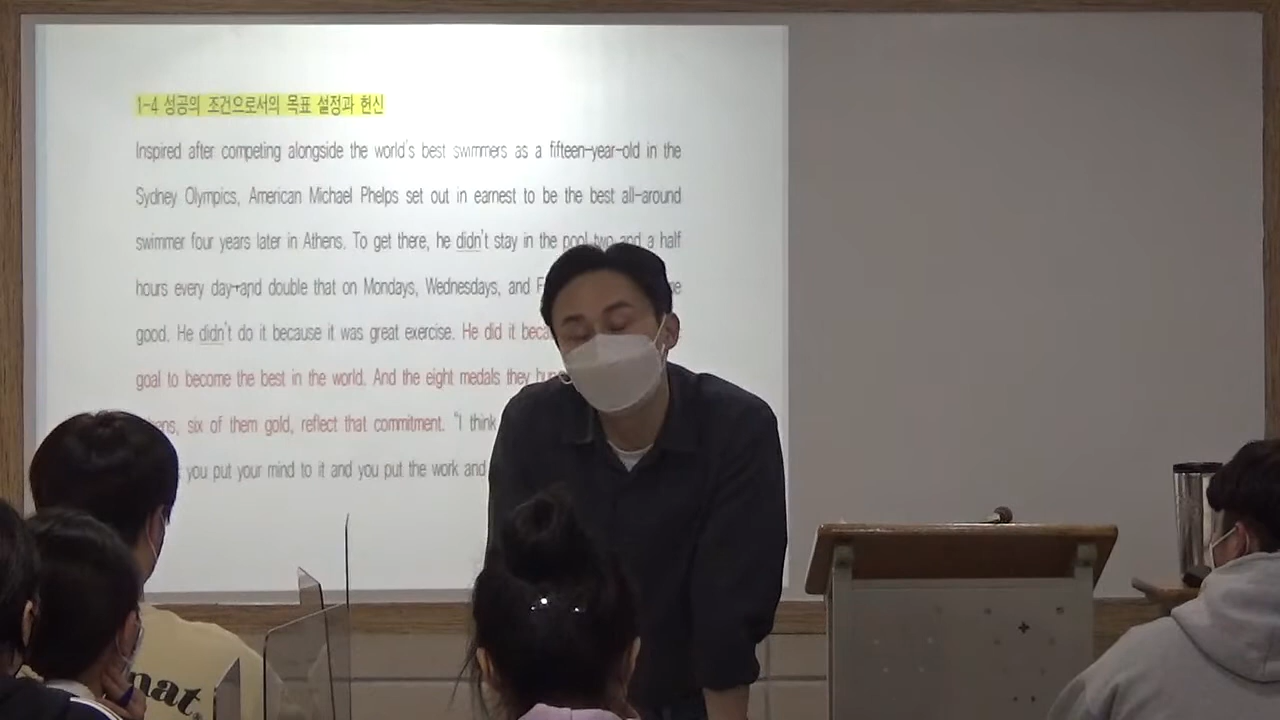 1-4 성공의 조건으로서의 목표 설정과 헌신
Inspired after competing alongside the world's best swimmers as a fifteen-year-old in the
Sydney Olympics, American Michael Phelps set out in earnest to be the best all-around
swimmer four years later in Athens. To get there, he didn't stay in the pool two and a half
hours every day—and double that on Mondays, Wednesdays, and
good. He didn't do it because it was great exercise. He did it
goal to become the best in the world. And the eight medals they
six of them gold, reflect that commitment. "I think
you put your mind to it and you put the work and
nat,